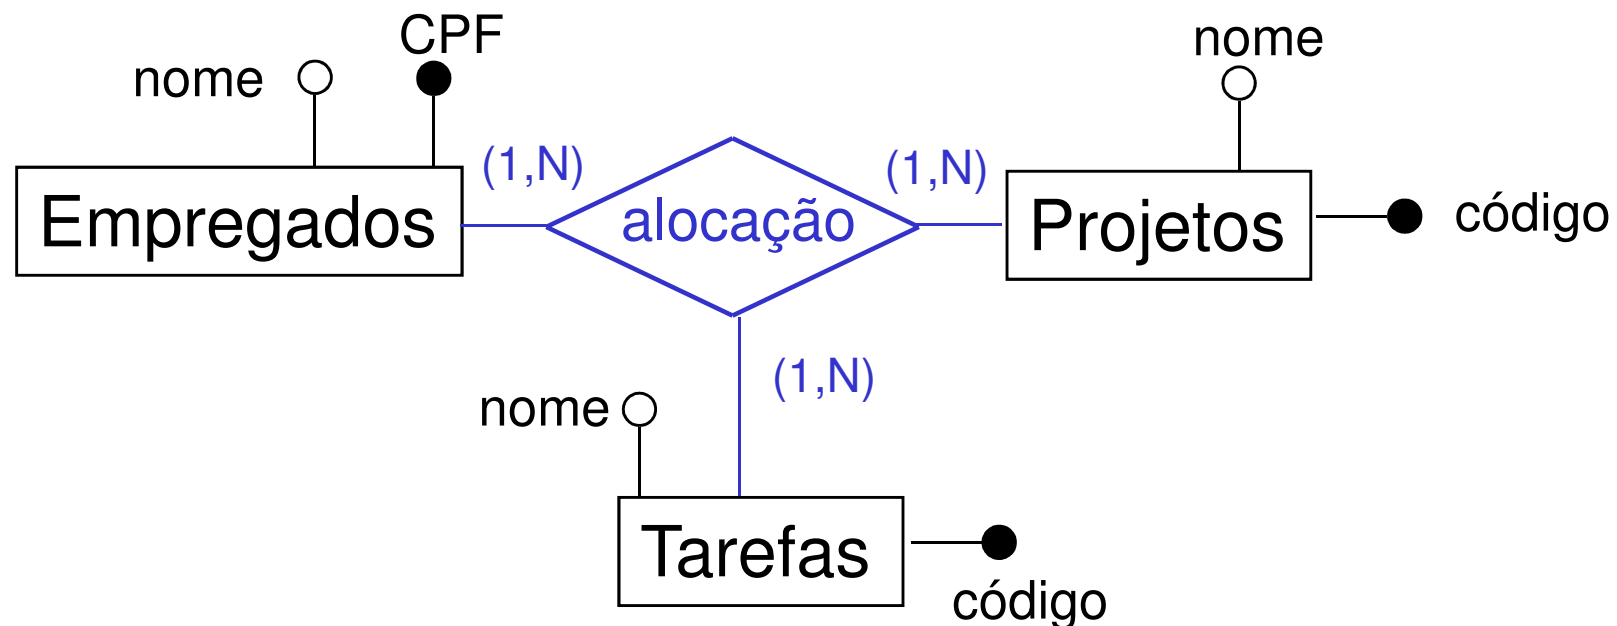 CPF
nome
nome
(1,N)
(1,N)
Empregados
alocação
Projetos
código
(1,N)
nome
Tarefas
código